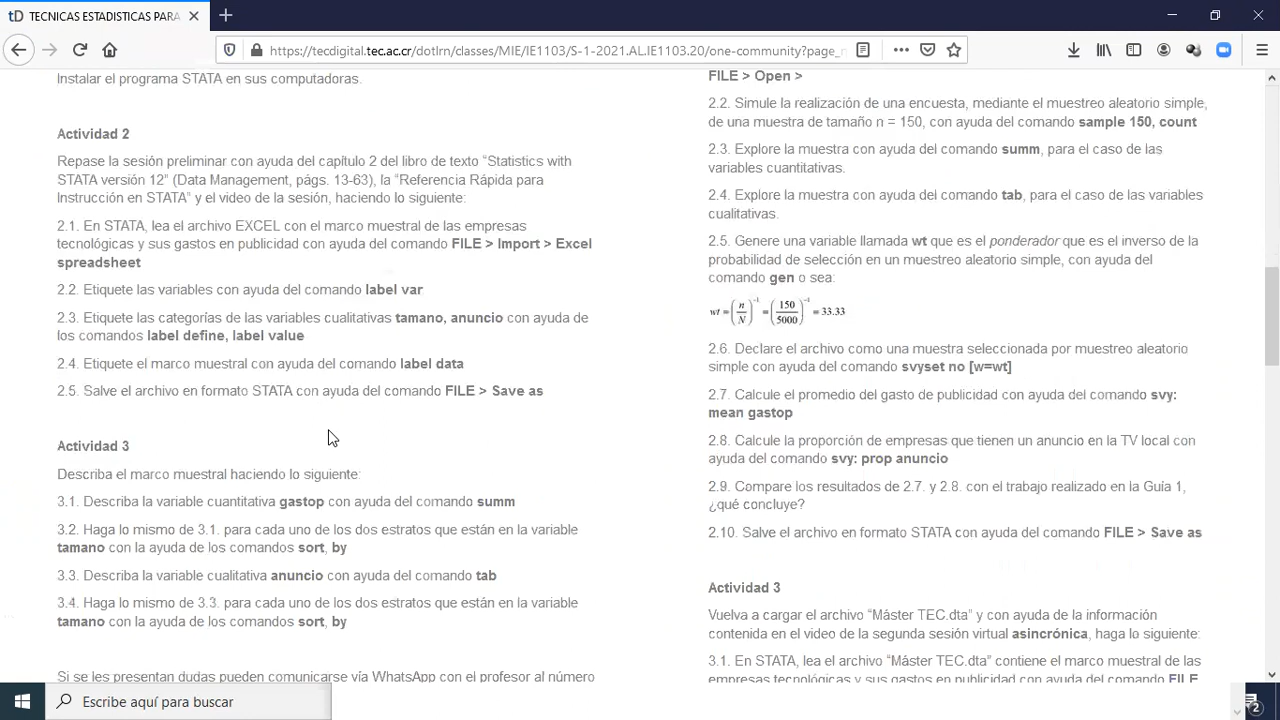 TECNICAS ESTADISTICAS PARA
https://tecdigital.tec.ac.cr/dotlrn/classes/MIE/IE1103/S-1-2021.AL.IE1103.20/one-community?page_n
Instalar el programa STATA en sus computadoras.
Actividad 2
Repase la sesión preliminar con ayuda del capítulo 2 del libro de texto “Statistics with
STATA versión 12” (Data Management, págs. 13-63), la “Referencia Rápida para
Instrucción en STATA” y el video de la sesión, haciendo lo siguiente:
2.1. En STATA, lea el archivo EXCEL con el marco muestral de las empresas
tecnológicas y sus gastos en publicidad con ayuda del comando FILE > Import > Excel
spreadsheet
2.2. Etiquete las variables con ayuda del comando label var
2.3. Etiquete las categorías de las variables cualitativas tamano, anuncio con ayuda de
los comandos label define, label value
2.4. Etiquete el marco muestral con ayuda del comando label data
2.5. Salve el archivo en formato STATA con ayuda del comando FILE > Save as
Actividad 3
Describa el marco muestral haciendo lo siguiente:
3.1. Describa la variable cuantitativa gastop con ayuda del comando summ
3.2. Haga lo mismo de 3.1. para cada uno de los dos estratos que están en la variable
tamano con la ayuda de los comandos sort, by
3.3. Describa la variable cualitativa anuncio con ayuda del comando tab
3.4. Haga lo mismo de 3.3. para cada uno de los dos estratos que están en la variable
tamano con la ayuda de los comandos sort, by
Si se les presentan dudas pueden comunicarse vía WhatsApp con el profesor al número
FILE > Open >
2.2. Simule la realización de una encuesta, mediante el muestreo aleatorio simple,
de una muestra de tamaño n = 150, con ayuda del comando sample 150, count
2.3. Explore la muestra con ayuda del comando summ, para el caso de las
variables cuantitativas.
2.4. Explore la muestra con ayuda del comando tab, para el caso de las variables
cualitativas.
2.5. Genere una variable llamada wt que es el ponderador que es el inverso de la
probabilidad de selección en un muestreo aleatorio simple, con ayuda del
comando gen o sea:
wt = (n/N)^-1 = (150/5000)^-1 = 33.33
2.6. Declare el archivo como una muestra seleccionada por muestreo aleatorio
simple con ayuda del comando svyset no [w=wt]
2.7. Calcule el promedio del gasto de publicidad con ayuda del comando svy:
mean gastop
2.8. Calcule la proporción de empresas que tienen un anuncio en la TV local con
ayuda del comando svy: prop anuncio
2.9. Compare los resultados de 2.7. y 2.8. con el trabajo realizado en la Guía 1,
¿qué concluye?
2.10. Salve el archivo en formato STATA con ayuda del comando FILE > Save as
Actividad 3
Vuelva a cargar el archivo “Máster TEC.dta” y con ayuda de la información
contenida en el video de la segunda sesión virtual asincrónica, haga lo siguiente:
3.1. En STATA, lea el archivo “Máster TEC.dta” contiene el marco muestral de las
empresas tecnológicas y sus gastos en publicidad con ayuda del comando FILE
Escribe aquí para buscar
2